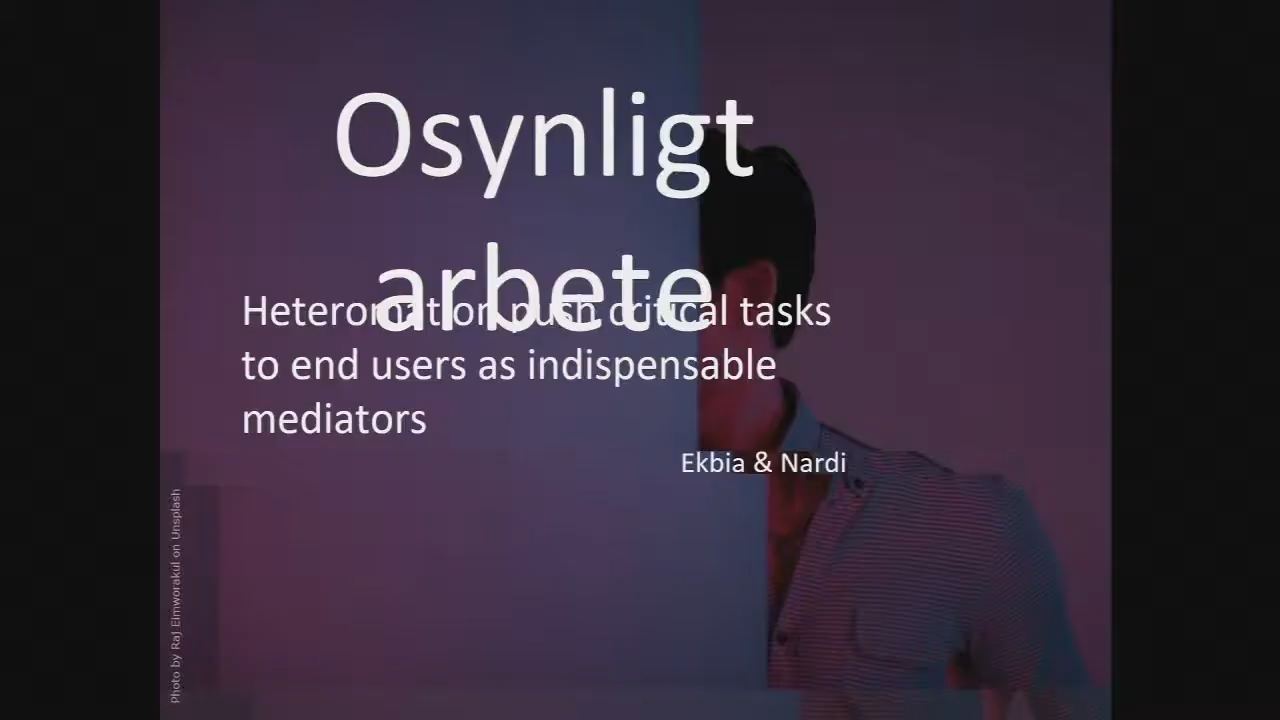 Osynligt
arbete
Heteromation push critical tasks
to end users as indispensable
mediators
Ekbia & Nardi
Photo by Raj Eimworakul on Unsplash